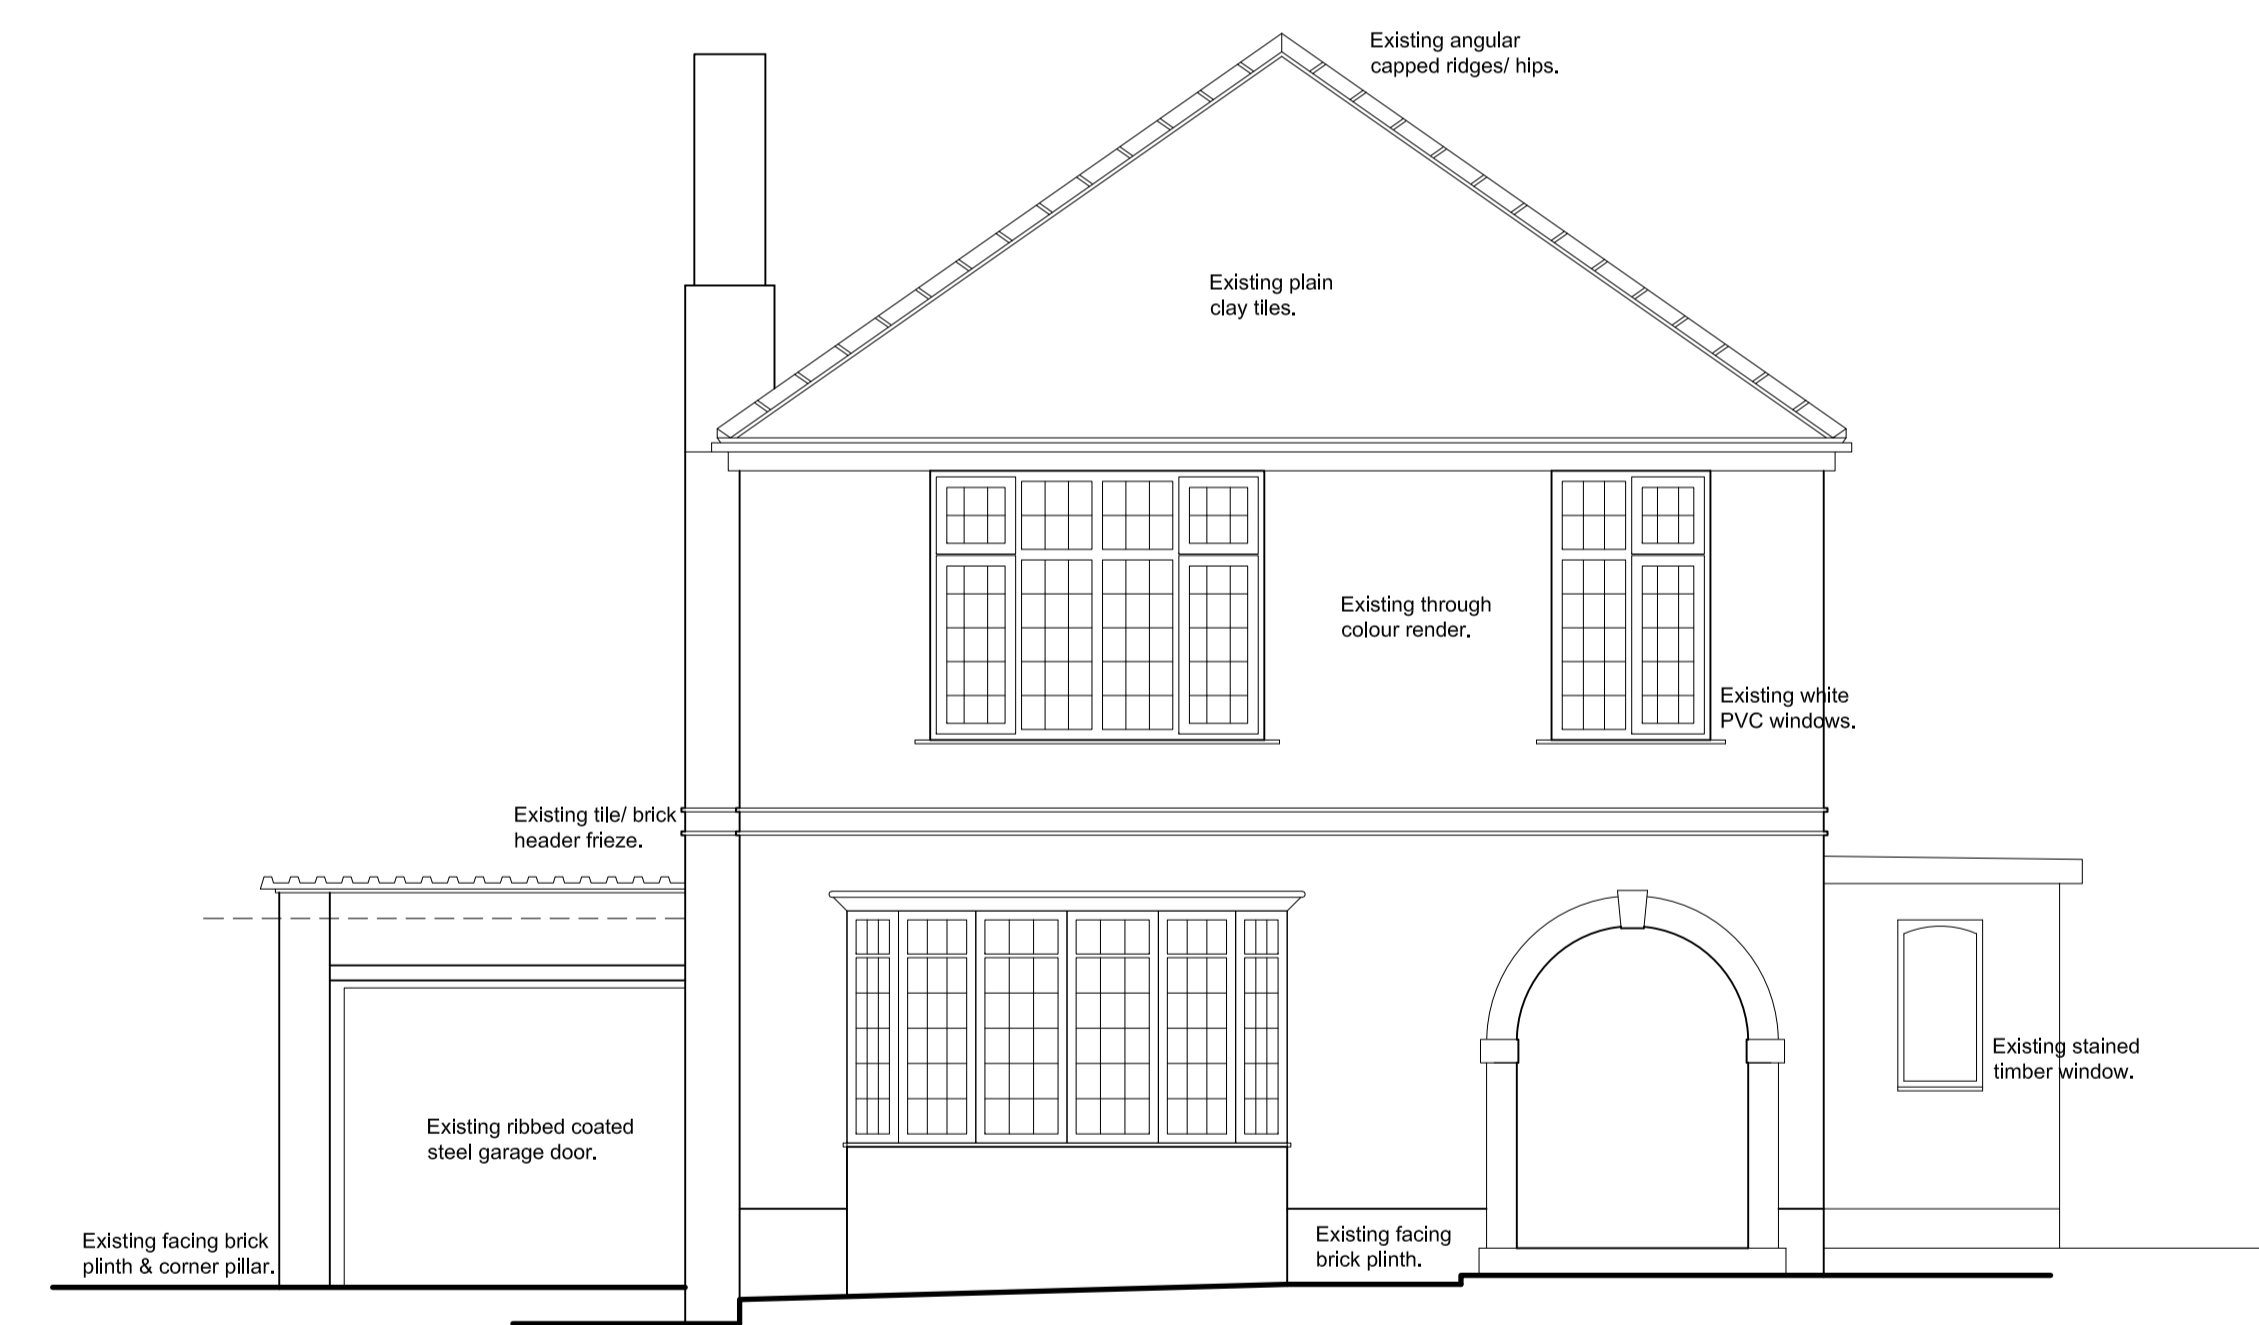 Existing angular
capped ridges/ hips.
Existing plain
clay tiles.
Existing through
colour render.
Existing white
PVC windows.
Existing tile/ brick
header frieze.
Existing stained
timber window.
Existing ribbed coated
steel garage door.
Existing facing brick
plinth & corner pillar.
Existing facing
brick plinth.